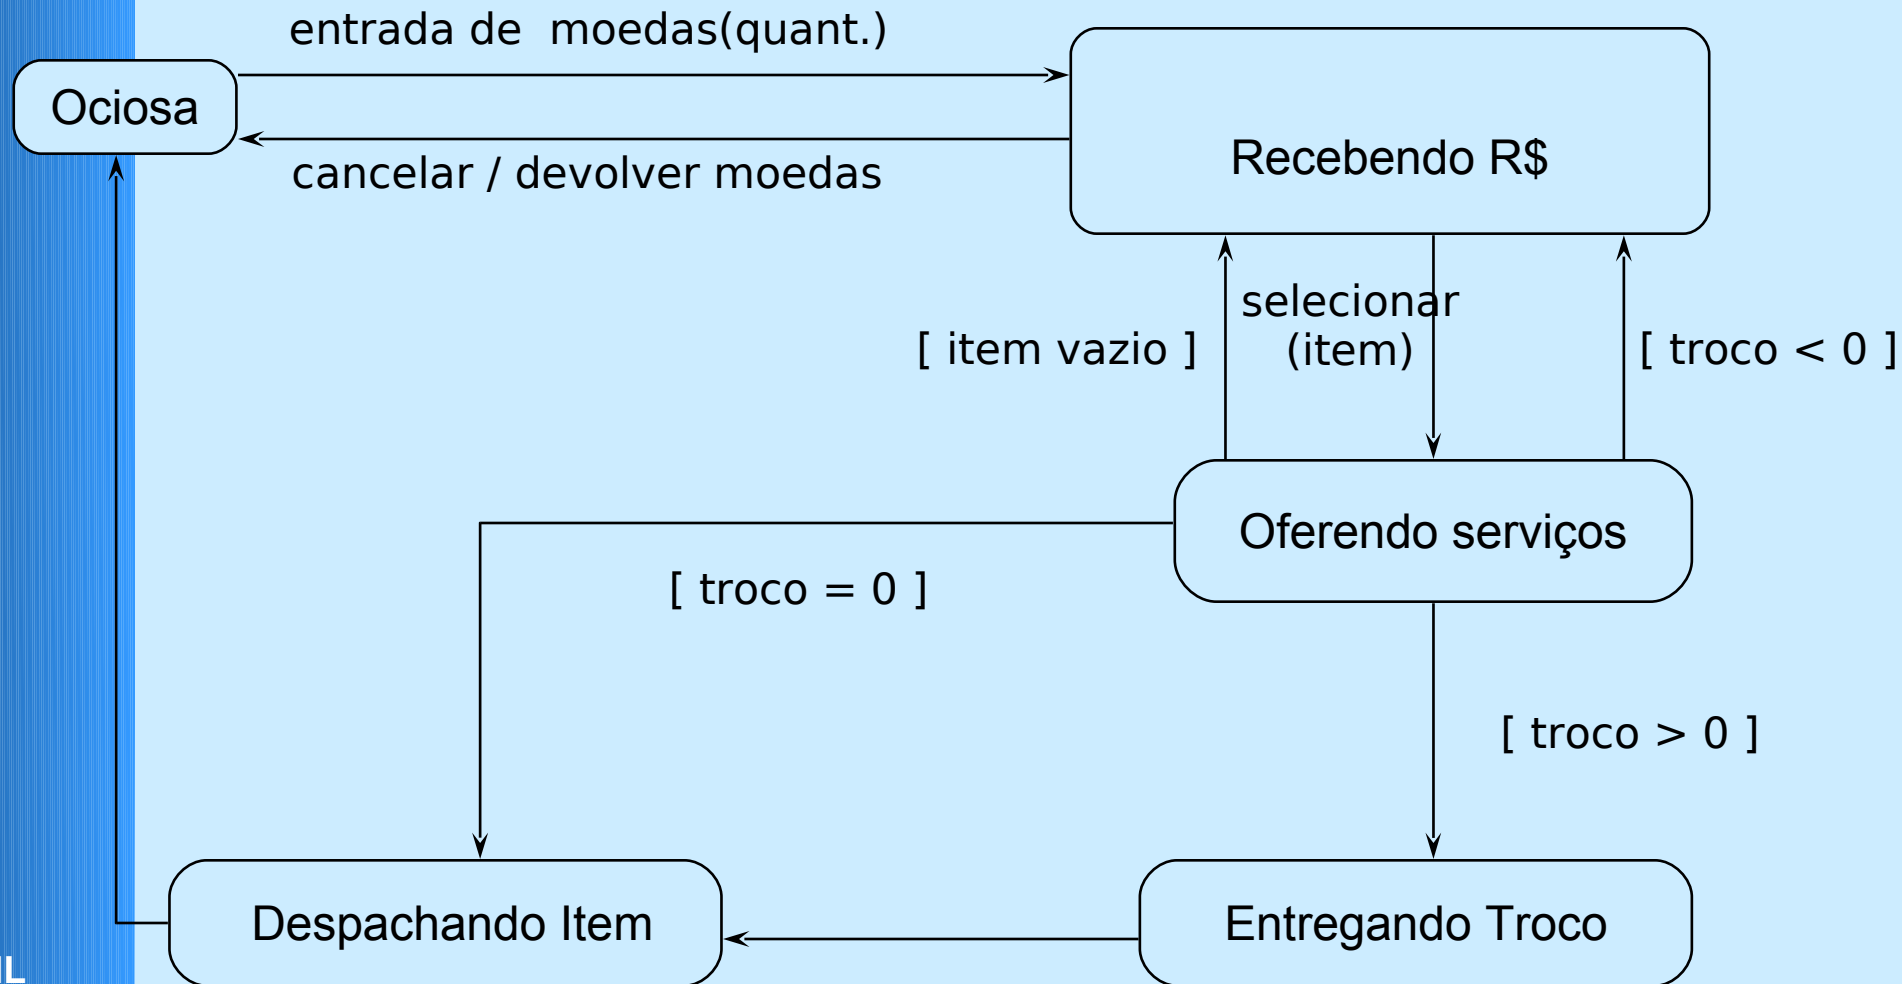 entrada de moedas(quant.)
Ociosa
cancelar / devolver moedas
Recebendo R$
[ item vazio ]
selecionar
(item)
[ troco < 0 ]
Oferendo serviços
[ troco = 0 ]
[ troco > 0 ]
Despachando Item
Entregando Troco